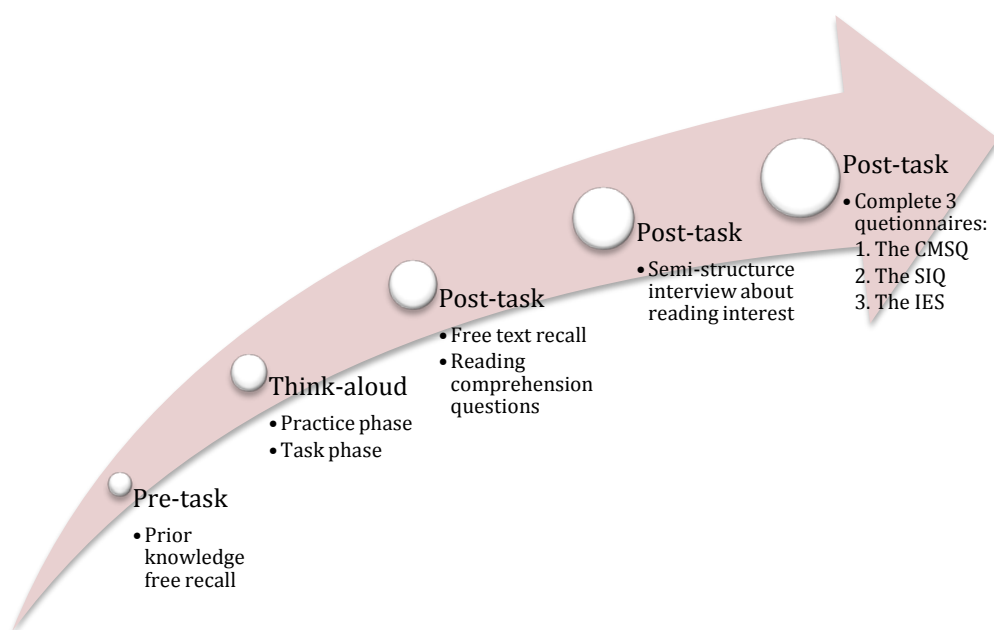 Pre-task
• Prior
knowledge
free recall
Think-aloud
• Practice phase
• Task phase
Post-task
• Free text recall
• Reading
comprehension
questions
Post-task
• Semi-structurce
interview about
reading interest
Post-task
• Complete 3
quetionnaires:
1. The CMSQ
2. The SIQ
3. The IES